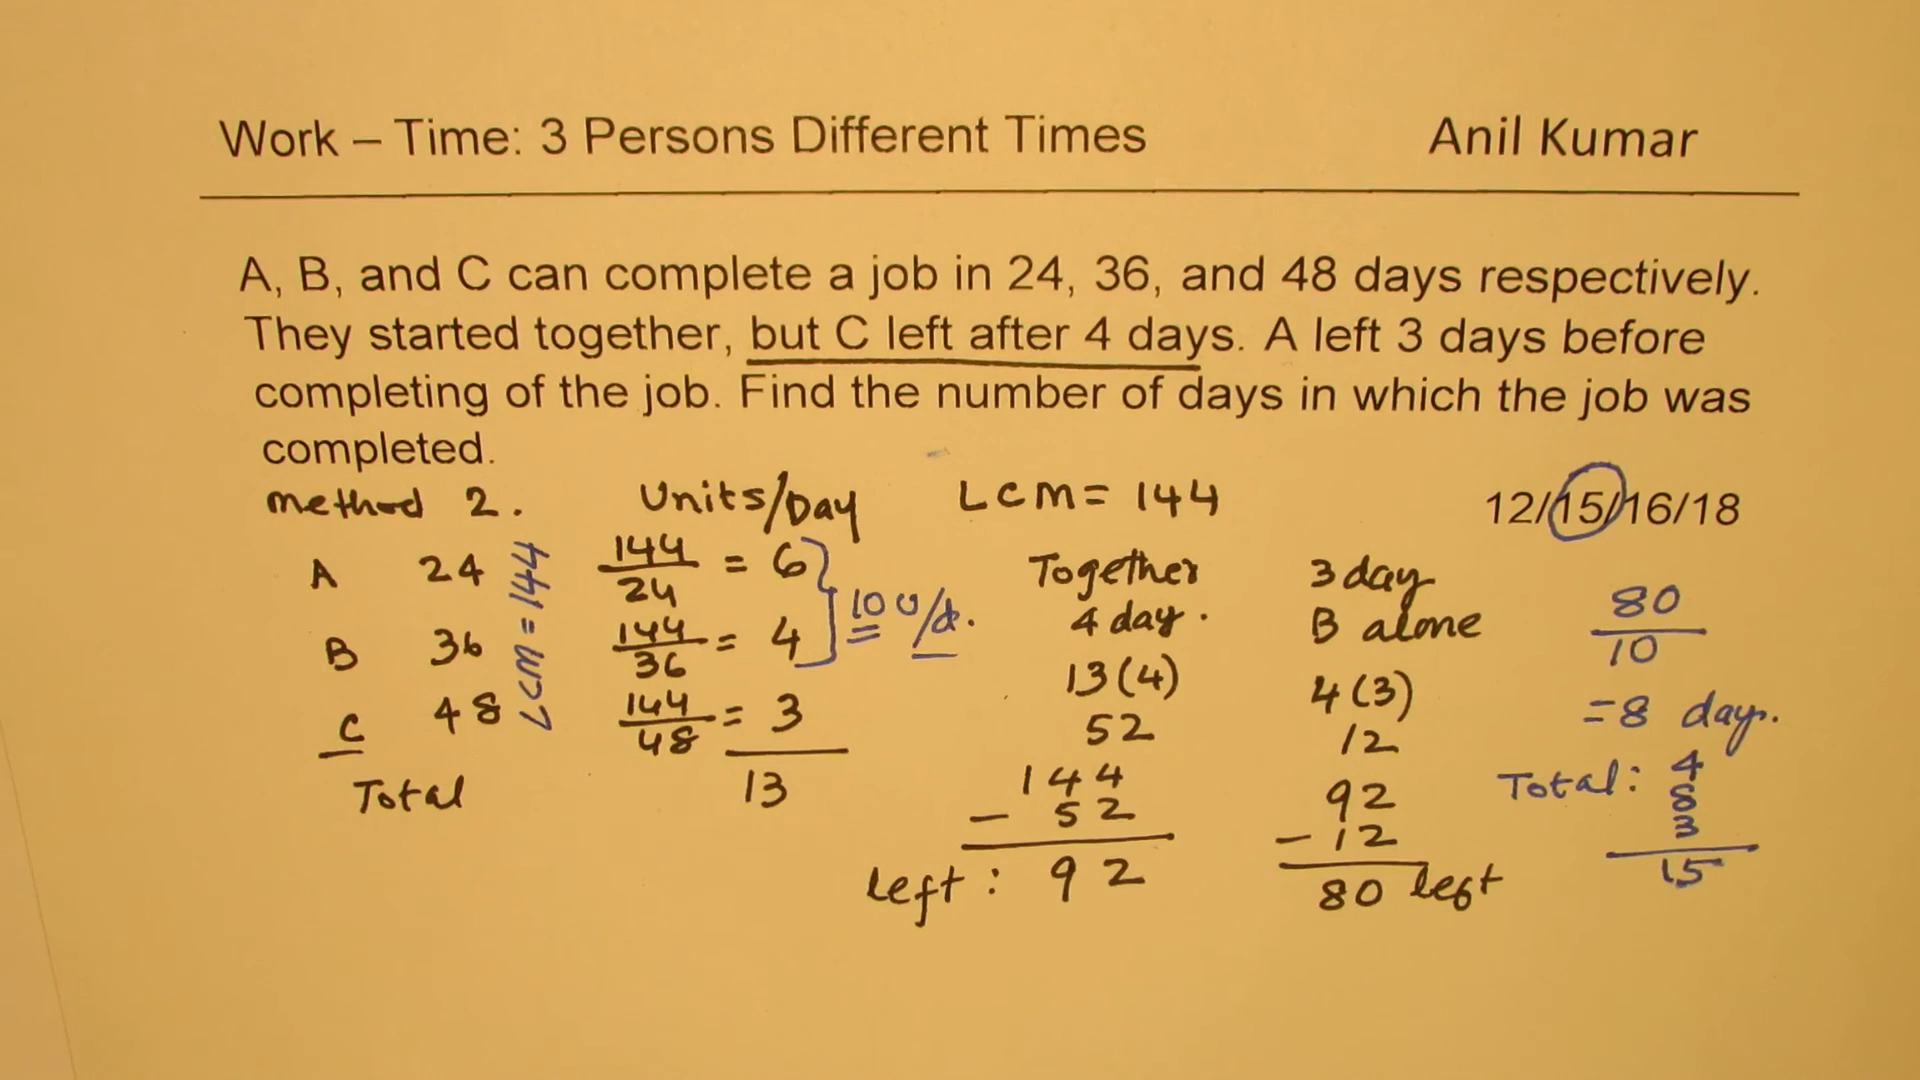 Work – Time: 3 Persons Different Times Anil Kumar
A, B, and C can complete a job in 24, 36, and 48 days respectively.
They started together, but C left after 4 days. A left 3 days before
completing of the job. Find the number of days in which the job was
completed.
12/15/16/18
method 2. Units/Day LCM = 144
A 24 144/24 = 6
B 36 144/36 = 4
C 48 144/48 = 3
LCM = 144
10 U/d.
Total 13
Together
4 day.
13(4)
52
144
- 52
left: 92
3 day
B alone
4(3)
12
92
- 12
80 left
80
10
= 8 days.
Total: 4
8
3
15